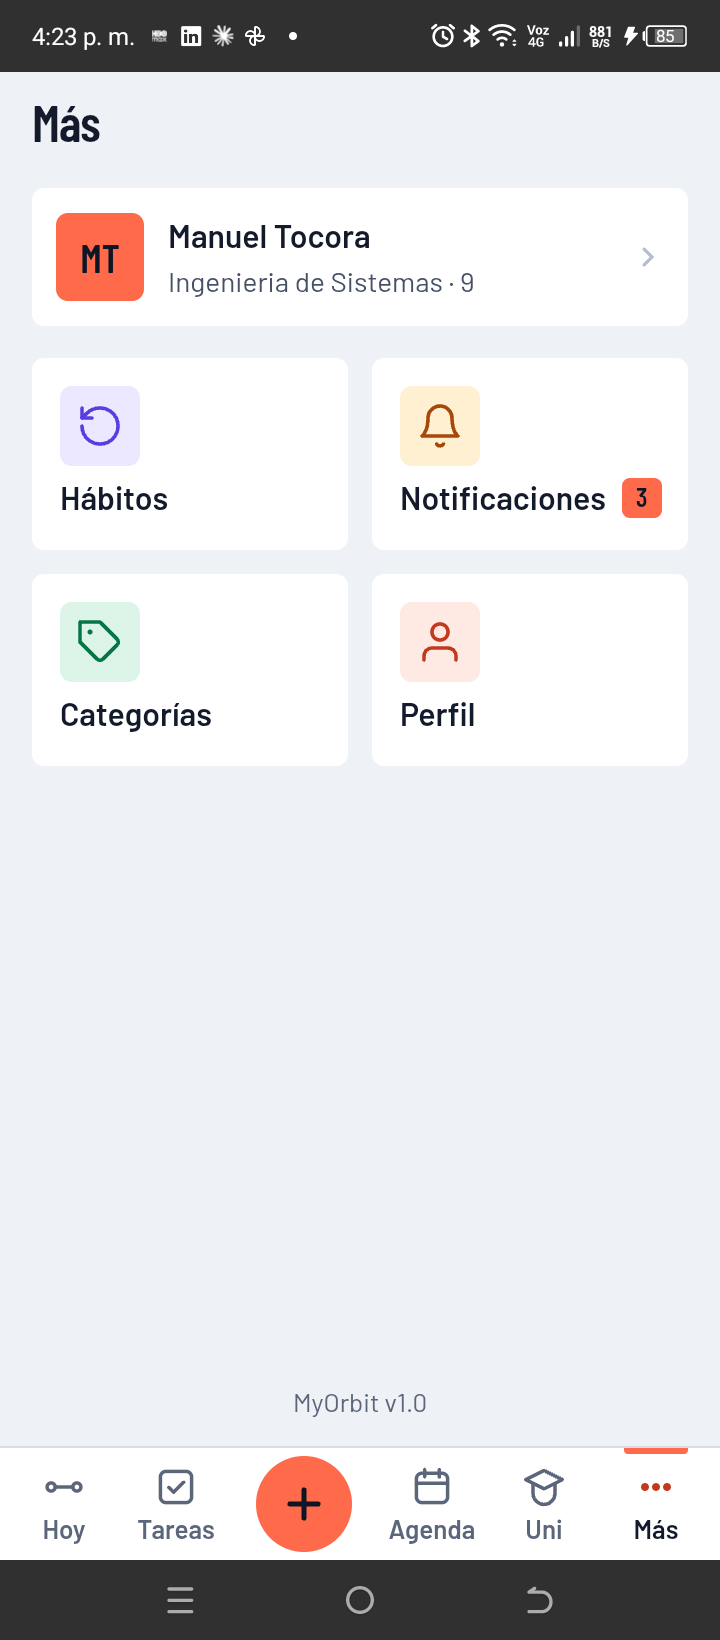 4:23 p. m.
Voz
4G
881
B/S
85
Más
MT
Manuel Tocora
Ingenieria de Sistemas · 9
Hábitos
Notificaciones 3
Categorías
Perfil
MyOrbit v1.0
Hoy
Tareas
Agenda
Uni
Más